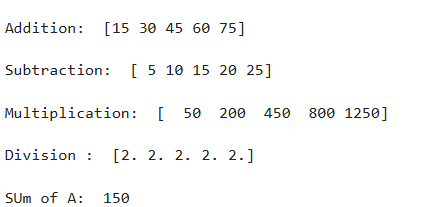 Addition:  [15 30 45 60 75]
Subtraction:  [ 5 10 15 20 25]
Multiplication:  [  50  200  450  800 1250]
Division :  [2. 2. 2. 2. 2.]
SUm of A:  150